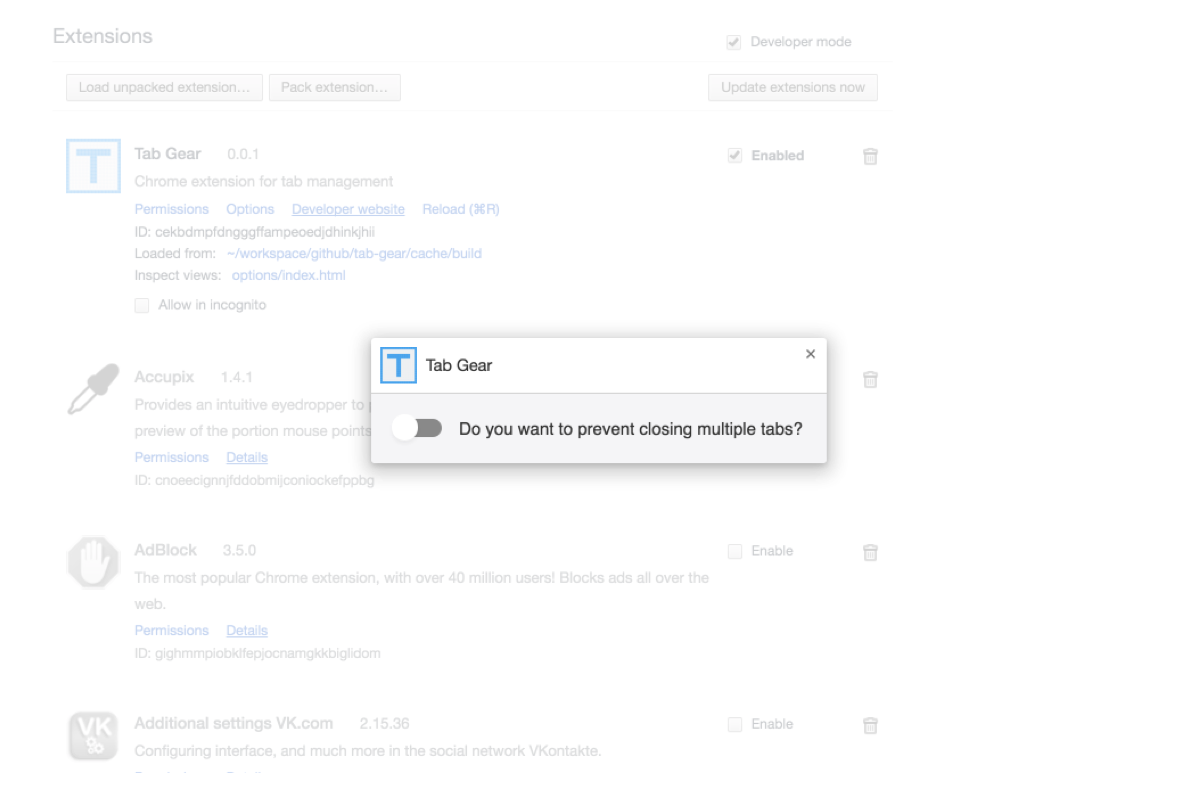 Extensions
Developer mode
Load unpacked extension...
Pack extension...
Update extensions now
T
Tab Gear 0.0.1
Enabled
Chrome extension for tab management
Permissions Options Developer website Reload (⌘R)
ID: cekbdmpfdngggffampeoedjdhinkjhii
Loaded from: ~/workspace/github/tab-gear/cache/build
Inspect views: options/index.html
Allow in incognito
T Tab Gear ×
Do you want to prevent closing multiple tabs?
Accupix 1.4.1
Provides an intuitive eyedropper to
preview of the portion mouse points
Permissions Details
ID: cnoeecignnjfddobmijconlockefppbg
AdBlock 3.5.0
Enable
The most popular Chrome extension, with over 40 million users! Blocks ads all over the
web.
Permissions Details
ID: gighmmpiobklfepjocnamgkkbiglidom
VK
Additional settings VK.com 2.15.36
Enable
Configuring interface, and much more in the social network VKontakte.